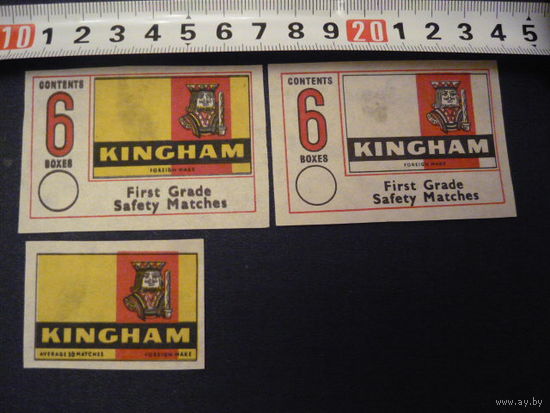 10 1 2 3 4 5 6 7 8 9 20 1 2 3 4 5
CONTENTS
6
BOXES
KINGHAM
FOREIGN MAKE
First Grade
Safety Matches
CONTENTS
6
BOXES
KINGHAM
FOREIGN MAKE
First Grade
Safety Matches
KINGHAM
AVERAGE 50 MATCHES FOREIGN MAKE
© www.ay.by